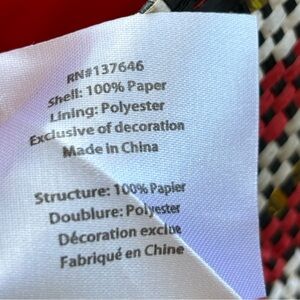 RN#137646
Shell: 100% Paper
Lining: Polyester
Exclusive of decoration
Made in China
Structure: 100% Papier
Doublure: Polyester
Décoration exclue
Fabriqué en Chine